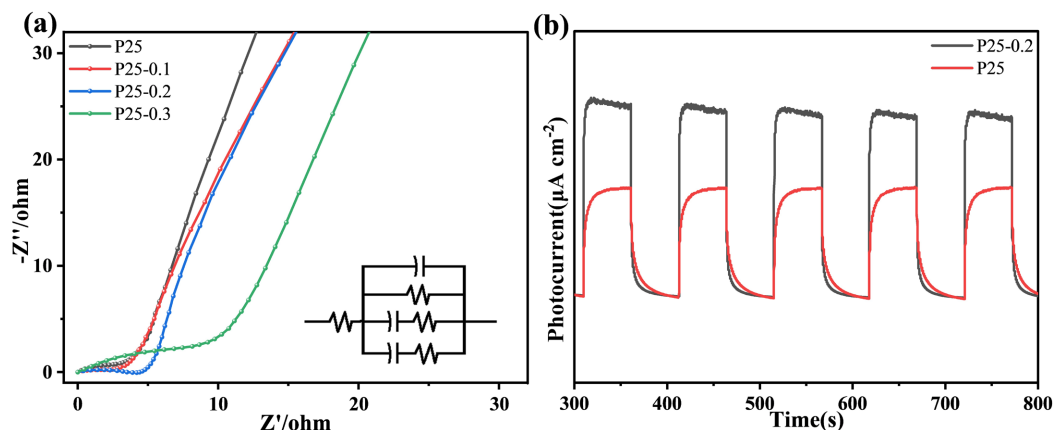 (a)
P25
P25-0.1
P25-0.2
P25-0.3
-Z''/ohm
30
20
10
0
0 10 20 30
Z'/ohm
(b)
P25-0.2
P25
Photocurrent(μA cm⁻²)
300 400 500 600 700 800
Time(s)